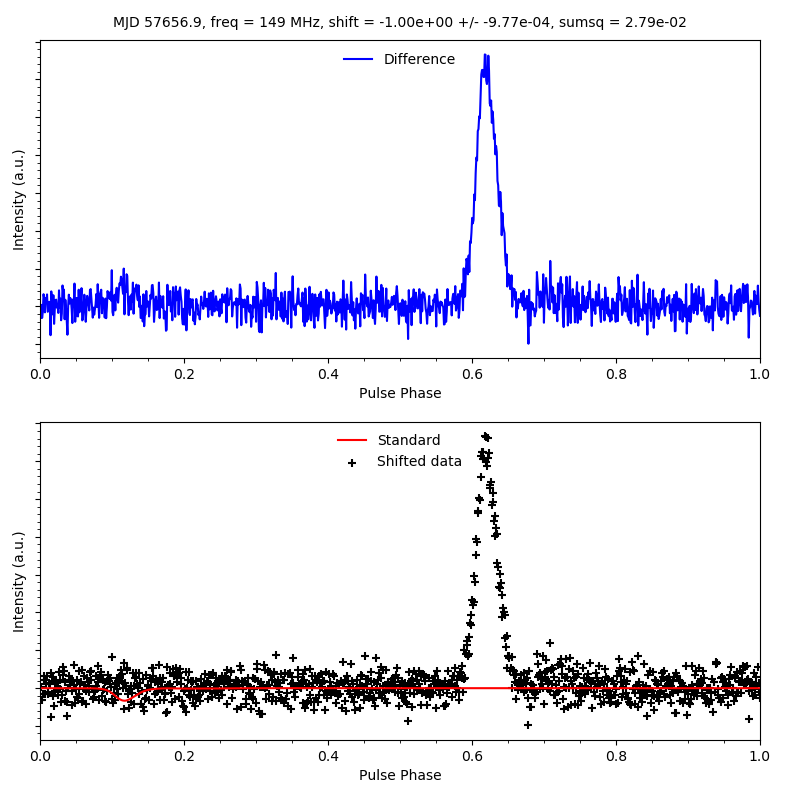 MJD 57656.9, freq = 149 MHz, shift = -1.00e+00 +/- -9.77e-04, sumsq = 2.79e-02
Difference
Intensity (a.u.)
0.0 0.2 0.4 0.6 0.8 1.0
Pulse Phase
Standard
Shifted data
Intensity (a.u.)
0.0 0.2 0.4 0.6 0.8 1.0
Pulse Phase